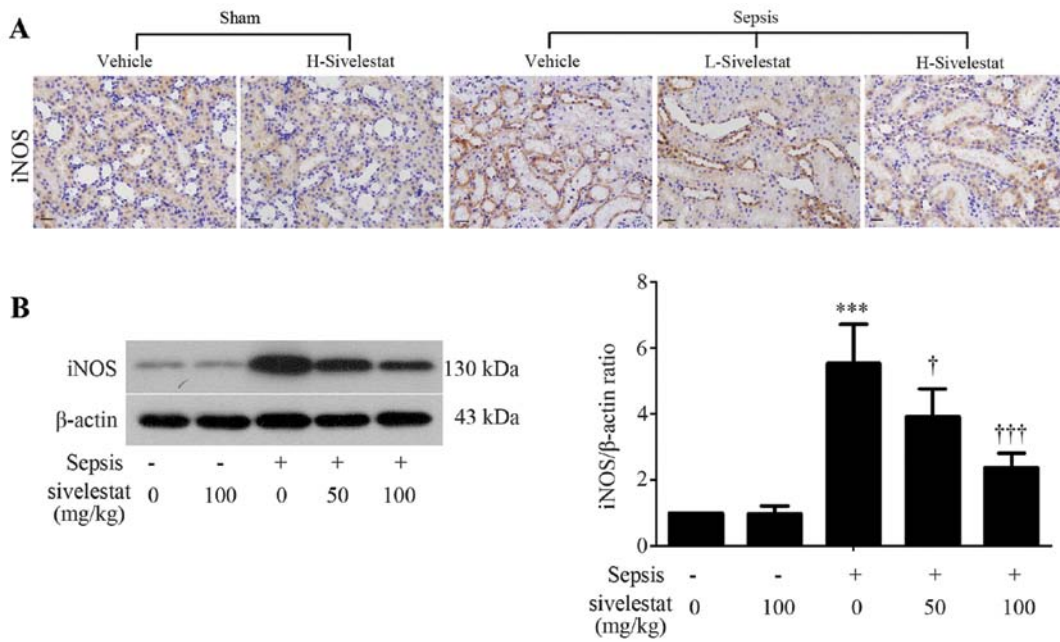 A
Sham
Sepsis
Vehicle
H-Sivelestat
Vehicle
L-Sivelestat
H-Sivelestat
iNOS
B
iNOS
130 kDa
β-actin
43 kDa
Sepsis - - + + +
sivelestat 0 100 0 50 100
(mg/kg)
iNOS/β-actin ratio
8
6
4
2
0
***
†
†††
Sepsis - - + + +
sivelestat 0 100 0 50 100
(mg/kg)